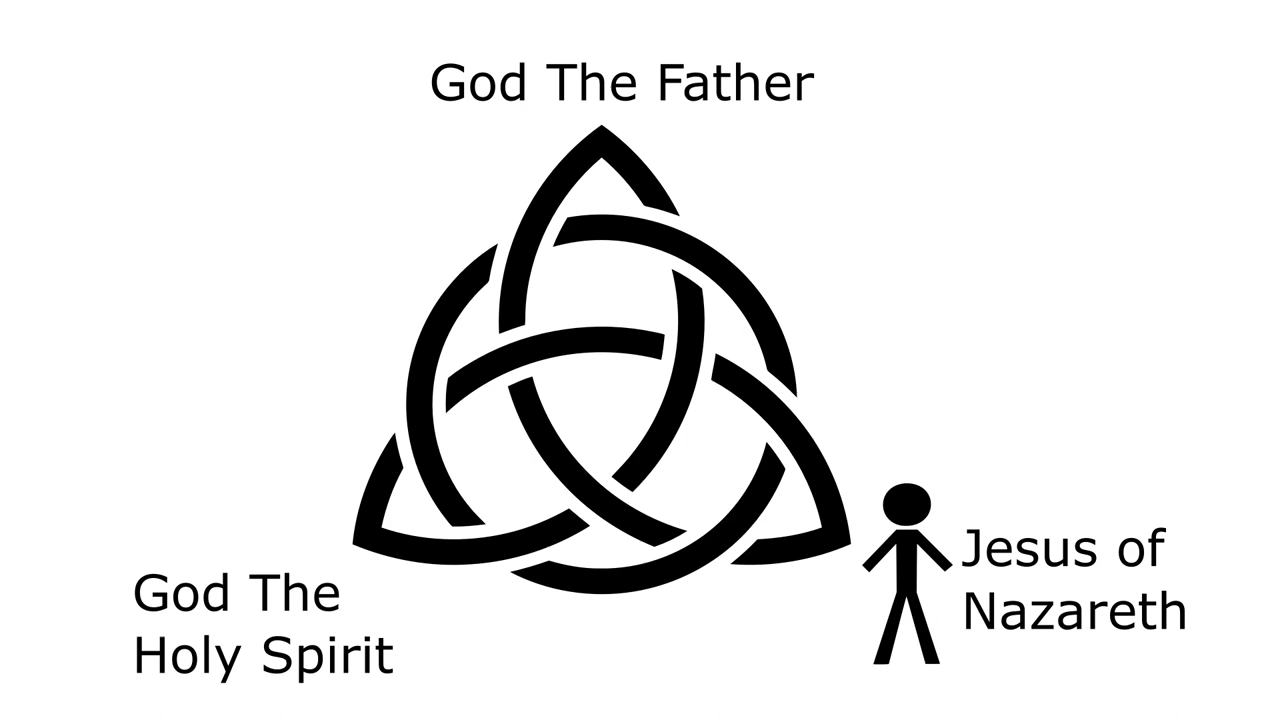 God The Father
God The
Holy Spirit
Jesus of
Nazareth